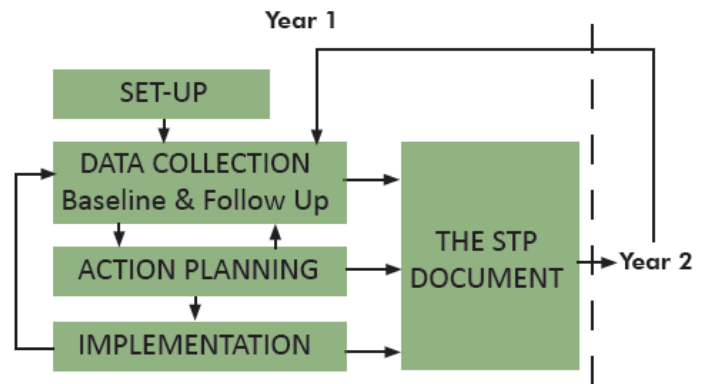 Year 1
SET-UP
DATA COLLECTION
Baseline & Follow Up
ACTION PLANNING
IMPLEMENTATION
THE STP
DOCUMENT
Year 2